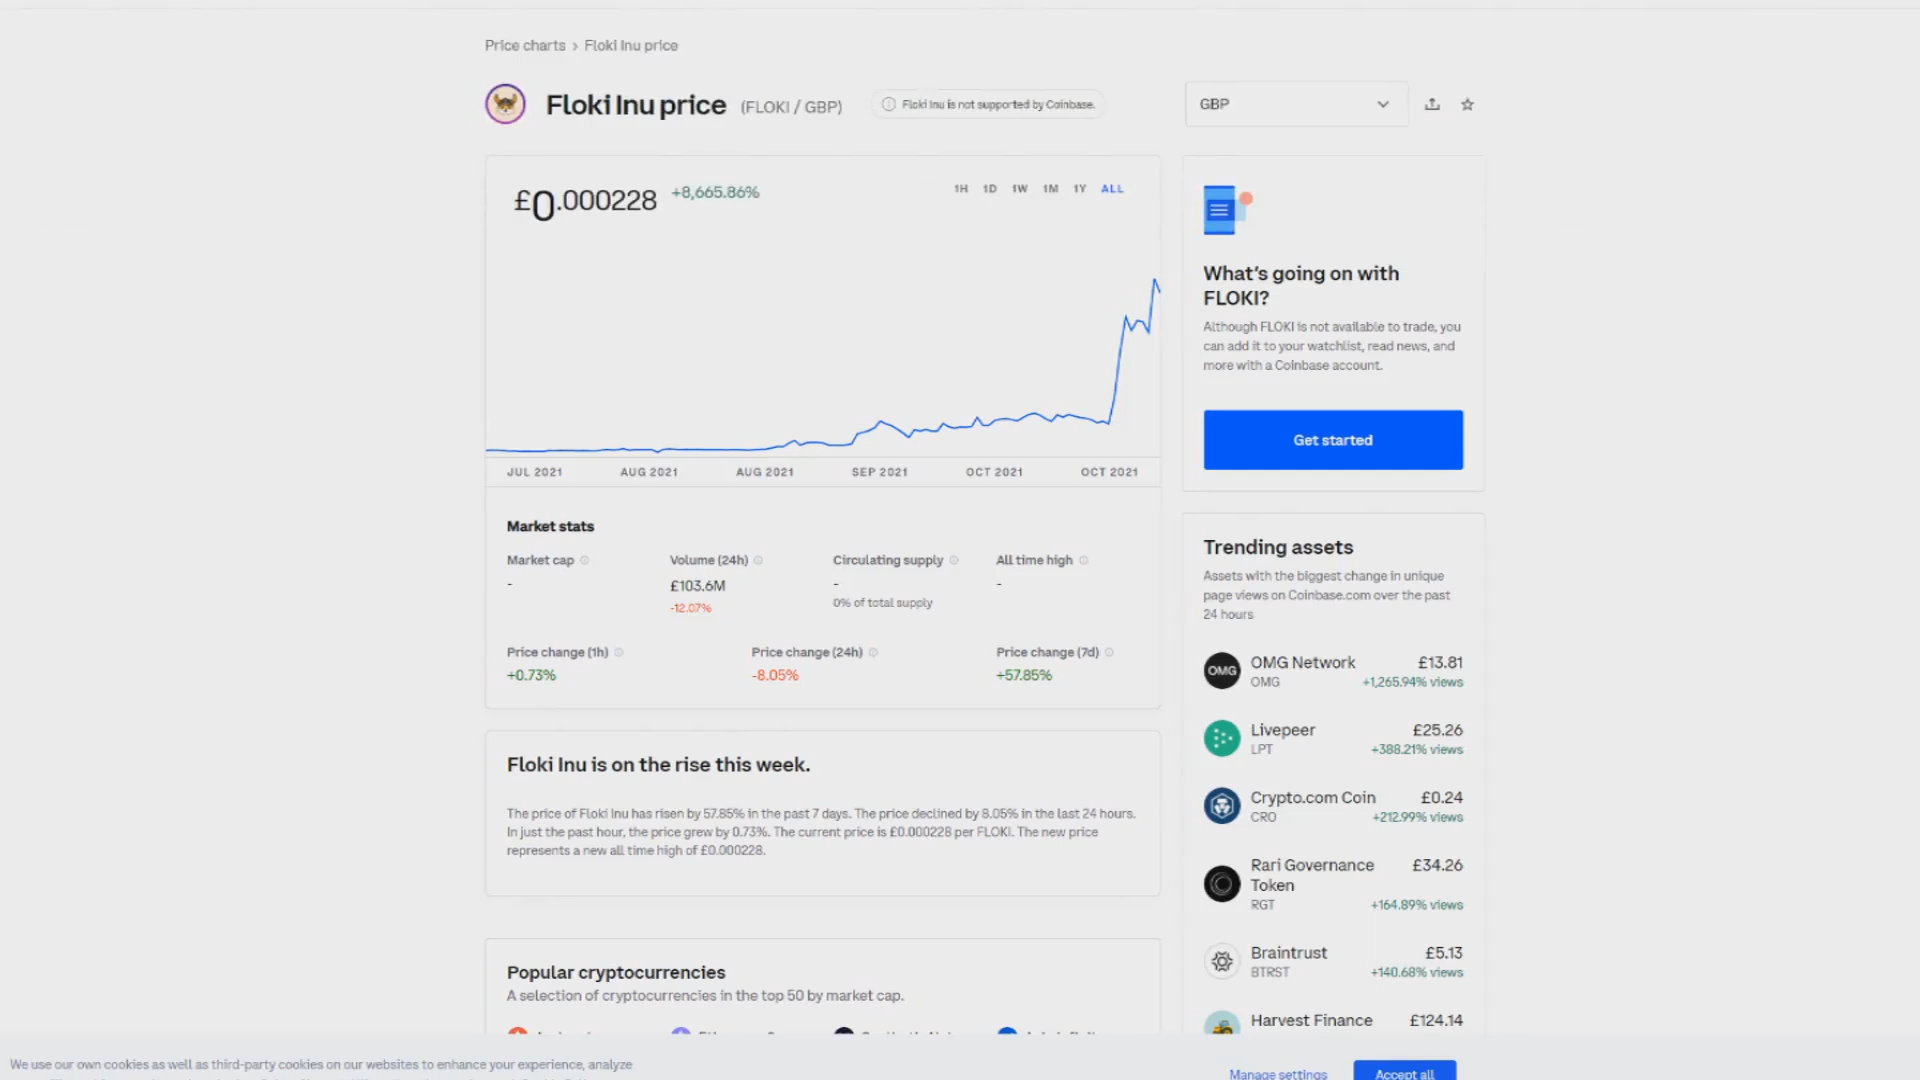 Price charts › Floki Inu price
Floki Inu price (FLOKI / GBP)
Floki Inu is not supported by Coinbase.
GBP
£0.000228 +8,665.86%
1H 1D 1W 1M 1Y ALL
JUL 2021 AUG 2021 AUG 2021 SEP 2021 OCT 2021 OCT 2021
Market stats
Market cap
-
Volume (24h)
£103.6M
-12.07%
Circulating supply
-
0% of total supply
All time high
-
Price change (1h)
+0.73%
Price change (24h)
-8.05%
Price change (7d)
+57.85%
Floki Inu is on the rise this week.
The price of Floki Inu has risen by 57.85% in the past 7 days. The price declined by 8.05% in the last 24 hours.
In just the past hour, the price grew by 0.73%. The current price is £0.000228 per FLOKI. The new price
represents a new all time high of £0.000228.
Popular cryptocurrencies
A selection of cryptocurrencies in the top 50 by market cap.
What's going on with
FLOKI?
Although FLOKI is not available to trade, you
can add it to your watchlist, read news, and
more with a Coinbase account.
Get started
Trending assets
Assets with the biggest change in unique
page views on Coinbase.com over the past
24 hours
OMG
OMG Network £13.81
OMG +1,265.94% views
Livepeer £25.26
LPT +388.21% views
Crypto.com Coin £0.24
CRO +212.99% views
Rari Governance £34.26
Token
RGT +164.89% views
Braintrust £5.13
BTRST +140.68% views
Harvest Finance £124.14
We use our own cookies as well as third-party cookies on our websites to enhance your experience, analyze
Manage settings
Accept all